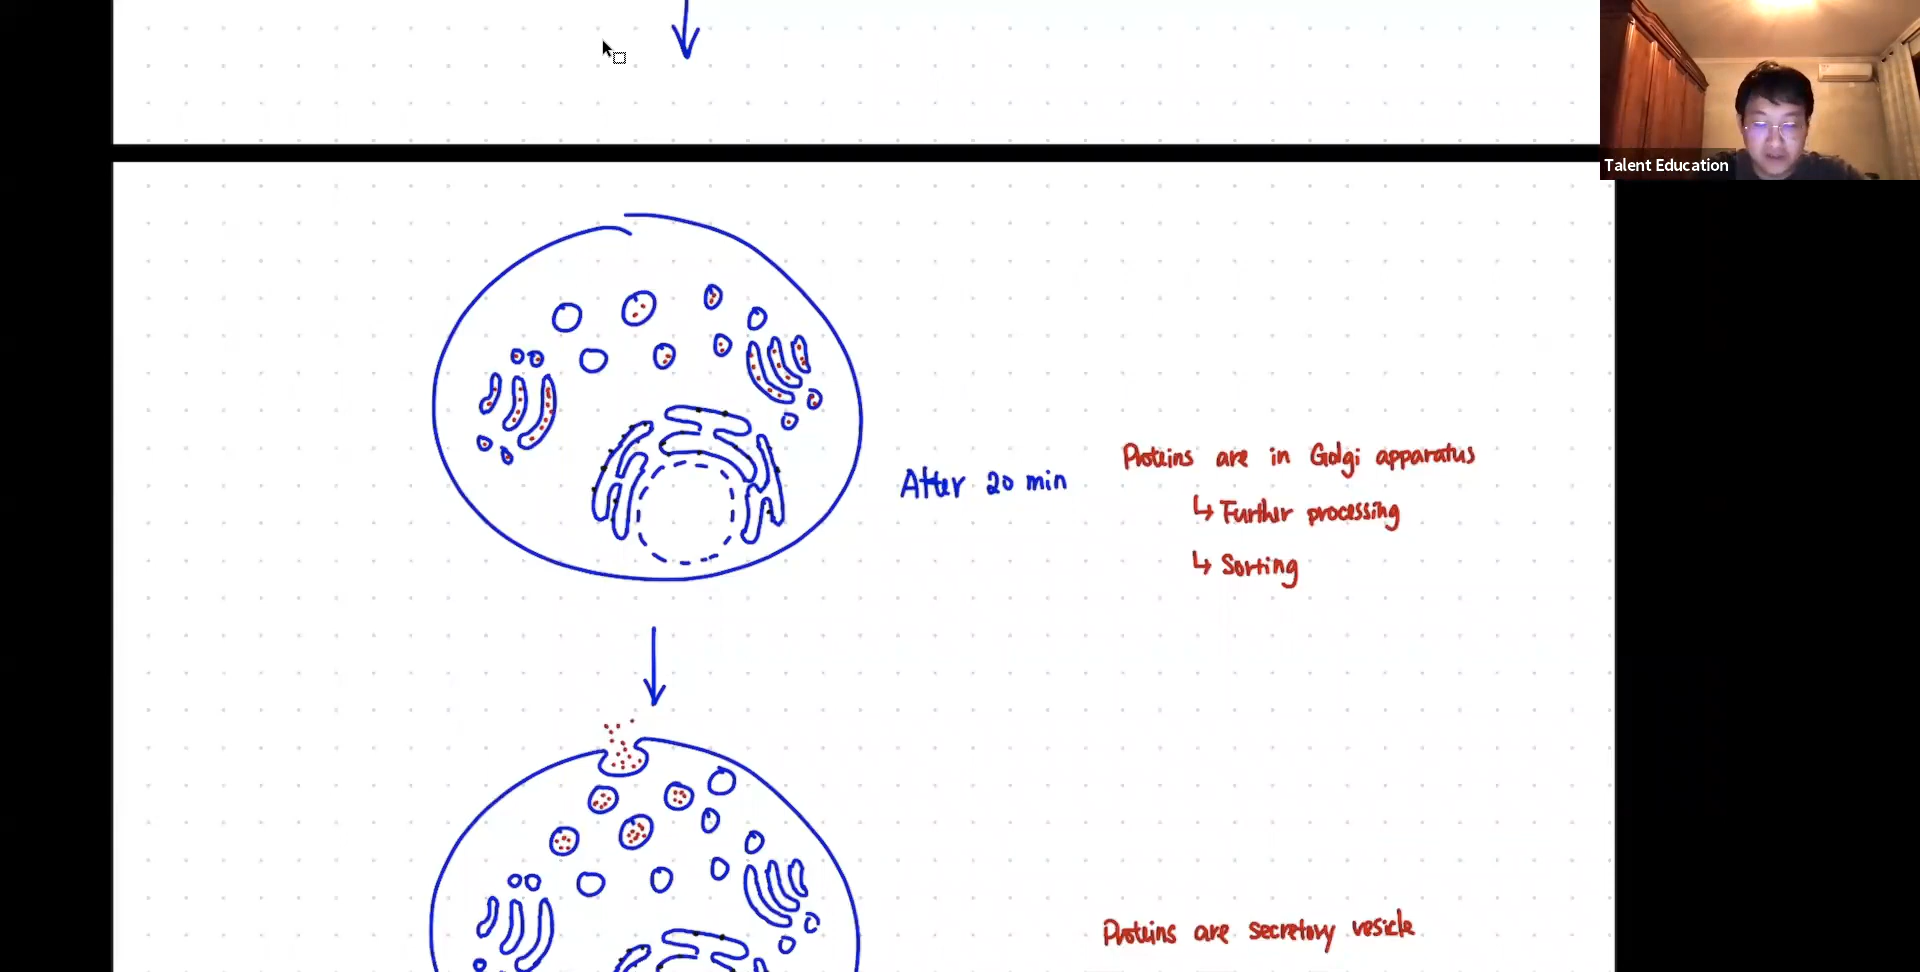 Talent Education
After 20 min
Proteins are in Golgi apparatus
↳ Further processing
↳ Sorting
Proteins are secretory vesicle